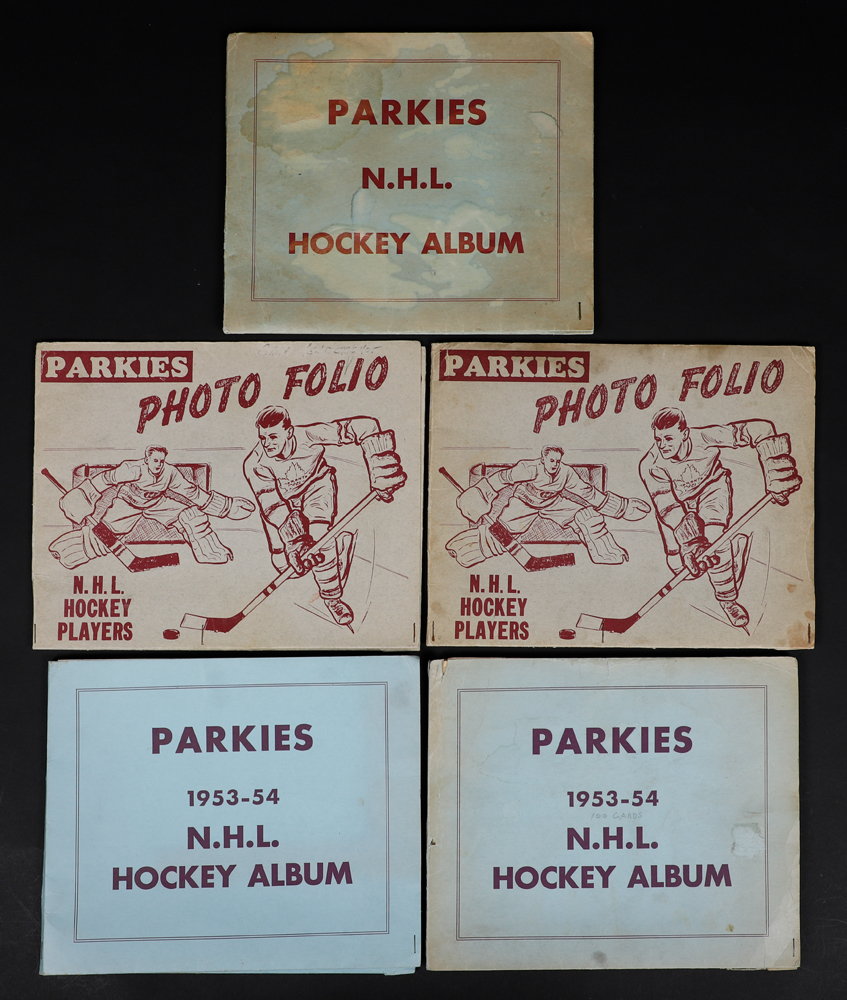 PARKIES
N.H.L.
HOCKEY ALBUM
PARKIES
PHOTO FOLIO
N.H.L.
HOCKEY
PLAYERS
PARKIES
PHOTO FOLIO
N.H.L.
HOCKEY
PLAYERS
PARKIES
1953-54
N.H.L.
HOCKEY ALBUM
PARKIES
1953-54
CARDS
N.H.L.
HOCKEY ALBUM